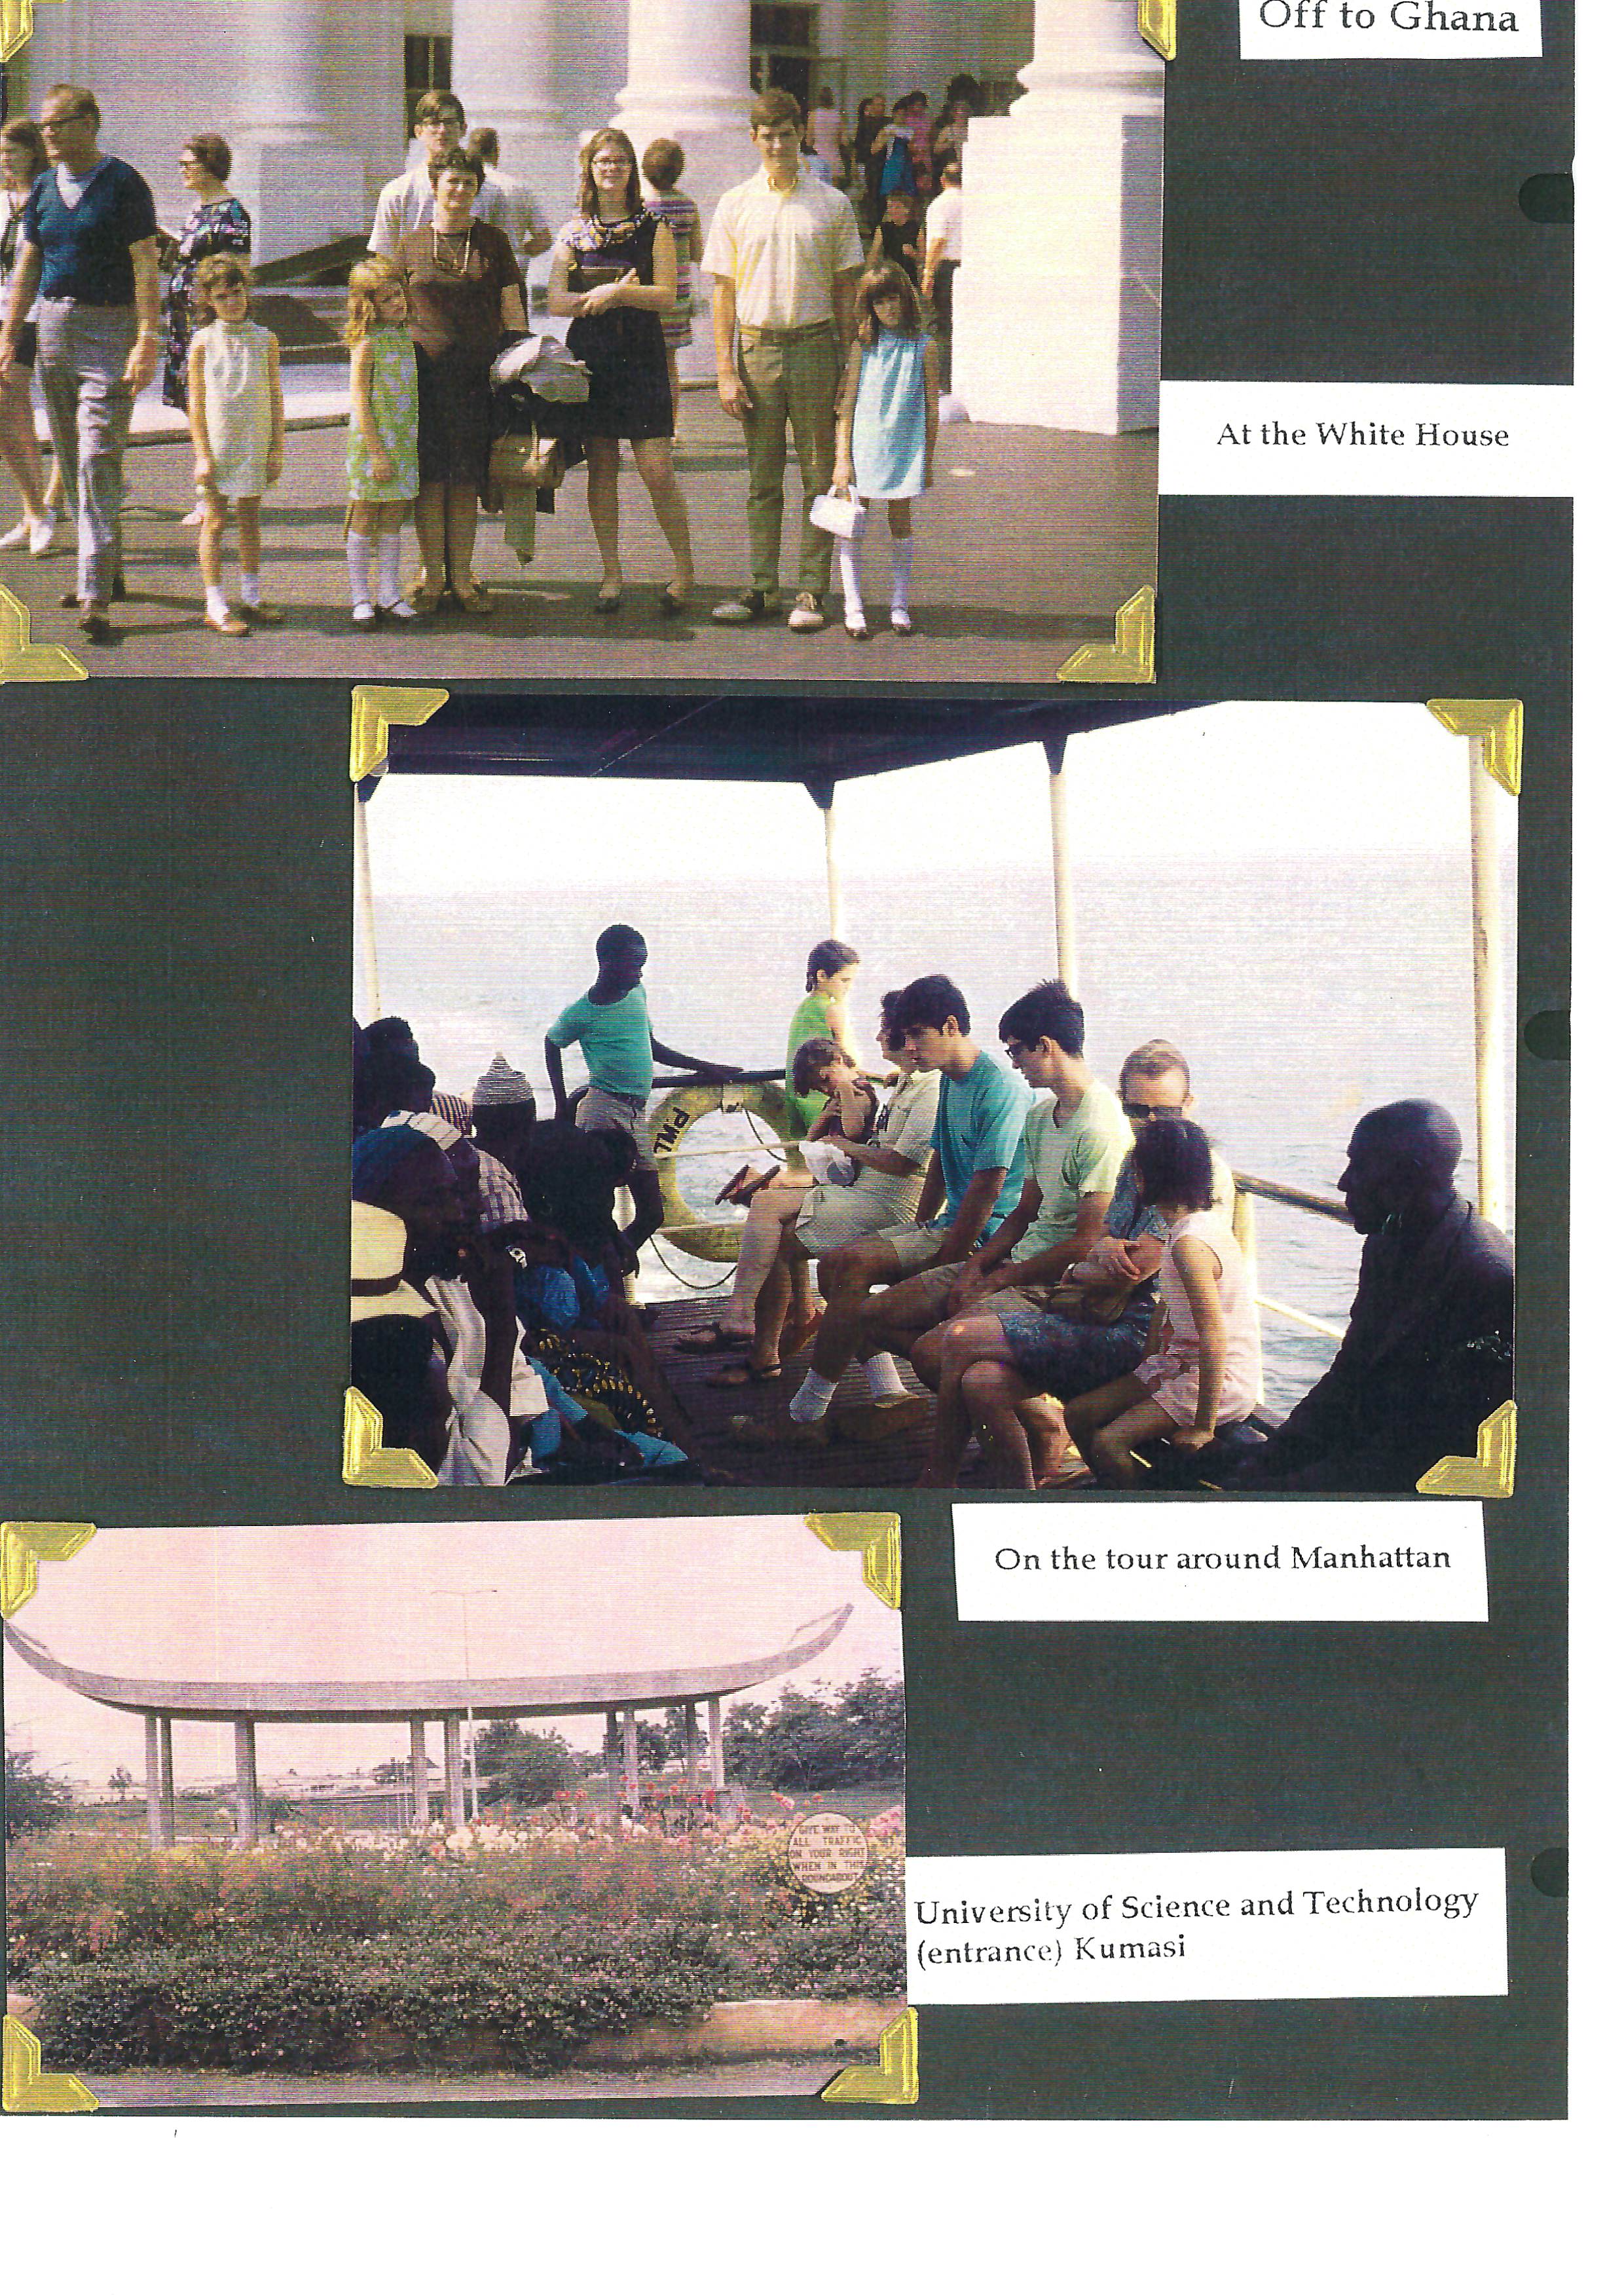 Off to Ghana
At the White House
PWL
On the tour around Manhattan
GIVE WAY TO
ALL TRAFFIC
ON YOUR RIGHT
WHEN IN THIS
ROUNDABOUT
University of Science and Technology
(entrance) Kumasi